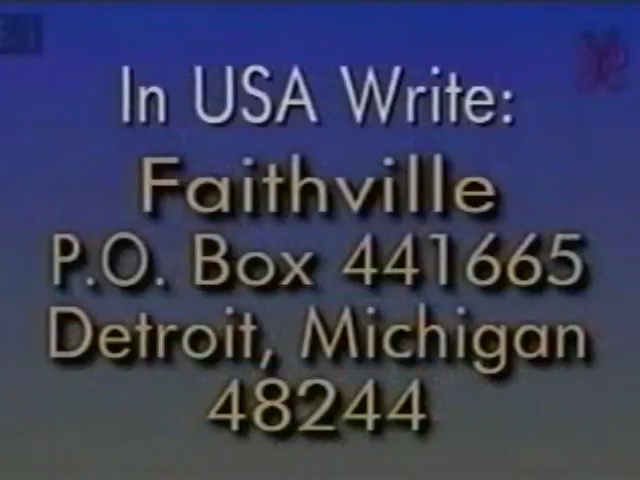 In USA Write:
Faithville
P.O. Box 441665
Detroit, Michigan
48244